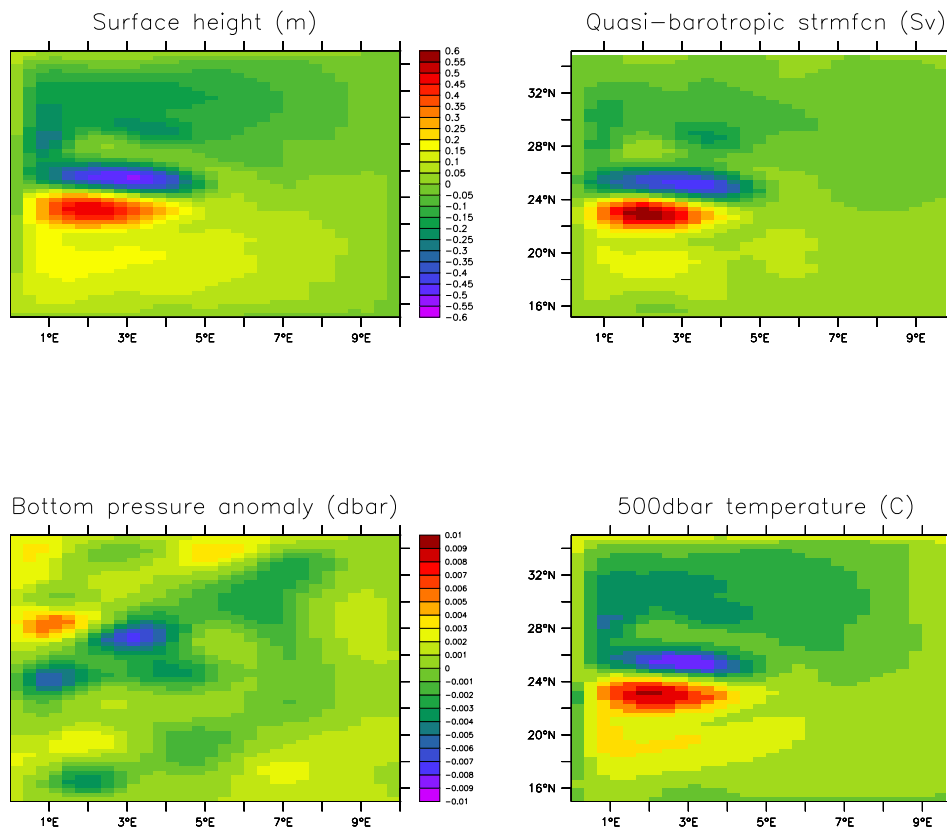 Surface height (m)
Quasi-barotropic strmfcn (Sv)
0.6
0.55
0.5
0.45
0.4
0.35
0.3
0.25
0.2
0.15
0.1
0.05
0
-0.05
-0.1
-0.15
-0.2
-0.25
-0.3
-0.35
-0.4
-0.45
-0.5
-0.55
-0.6
32°N
28°N
24°N
20°N
16°N
1°E 3°E 5°E 7°E 9°E
1°E 3°E 5°E 7°E 9°E
Bottom pressure anomaly (dbar)
500dbar temperature (C)
0.01
0.009
0.008
0.007
0.006
0.005
0.004
0.003
0.002
0.001
0
-0.001
-0.002
-0.003
-0.004
-0.005
-0.006
-0.007
-0.008
-0.009
-0.01
32°N
28°N
24°N
20°N
16°N
1°E 3°E 5°E 7°E 9°E
1°E 3°E 5°E 7°E 9°E